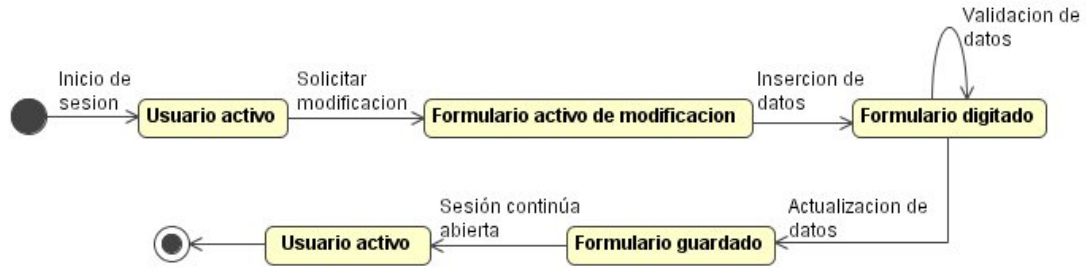 Validacion de
datos
Inicio de
sesion
Solicitar
modificacion
Insercion de
datos
Usuario activo
Formulario activo de modificacion
Formulario digitado
Sesión continúa
abierta
Actualizacion de
datos
Usuario activo
Formulario guardado